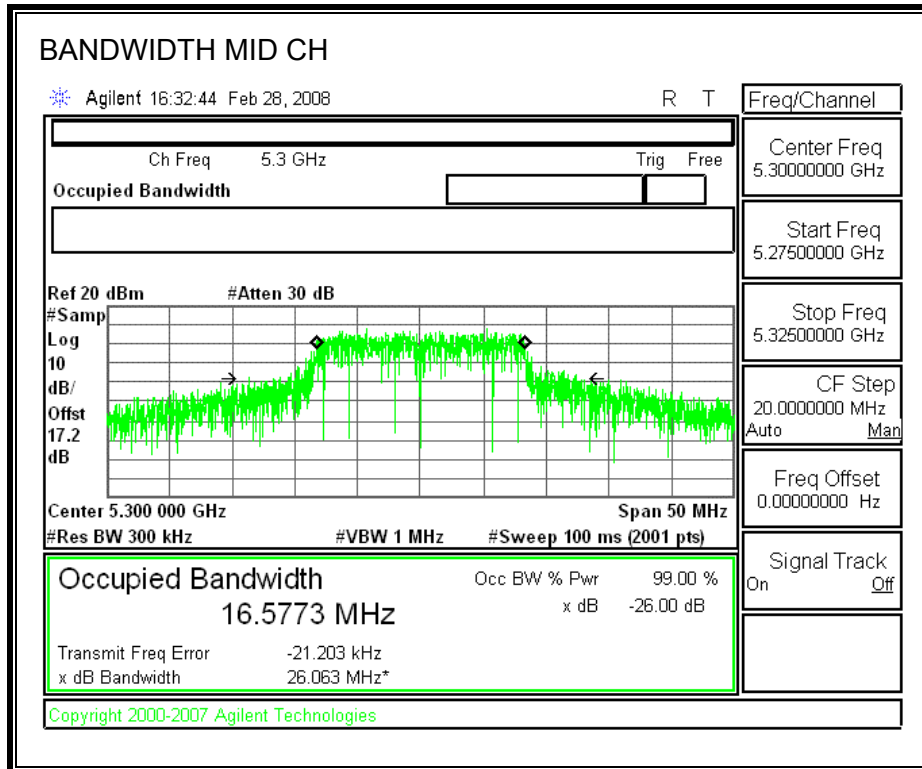 BANDWIDTH MID CH
Agilent 16:32:44 Feb 28, 2008 R T
Freq/Channel
Ch Freq 5.3 GHz Trig Free
Occupied Bandwidth
Center Freq
5.30000000 GHz
Start Freq
5.27500000 GHz
Stop Freq
5.32500000 GHz
CF Step
20.0000000 MHz
Auto Man
Freq Offset
0.00000000 Hz
Signal Track
On Off
Ref 20 dBm #Atten 30 dB
#Samp
Log
10
dB/
Offst
17.2
dB
Center 5.300 000 GHz Span 50 MHz
#Res BW 300 kHz #VBW 1 MHz #Sweep 100 ms (2001 pts)
Occupied Bandwidth
16.5773 MHz
Occ BW % Pwr 99.00 %
x dB -26.00 dB
Transmit Freq Error -21.203 kHz
x dB Bandwidth 26.063 MHz*
Copyright 2000-2007 Agilent Technologies